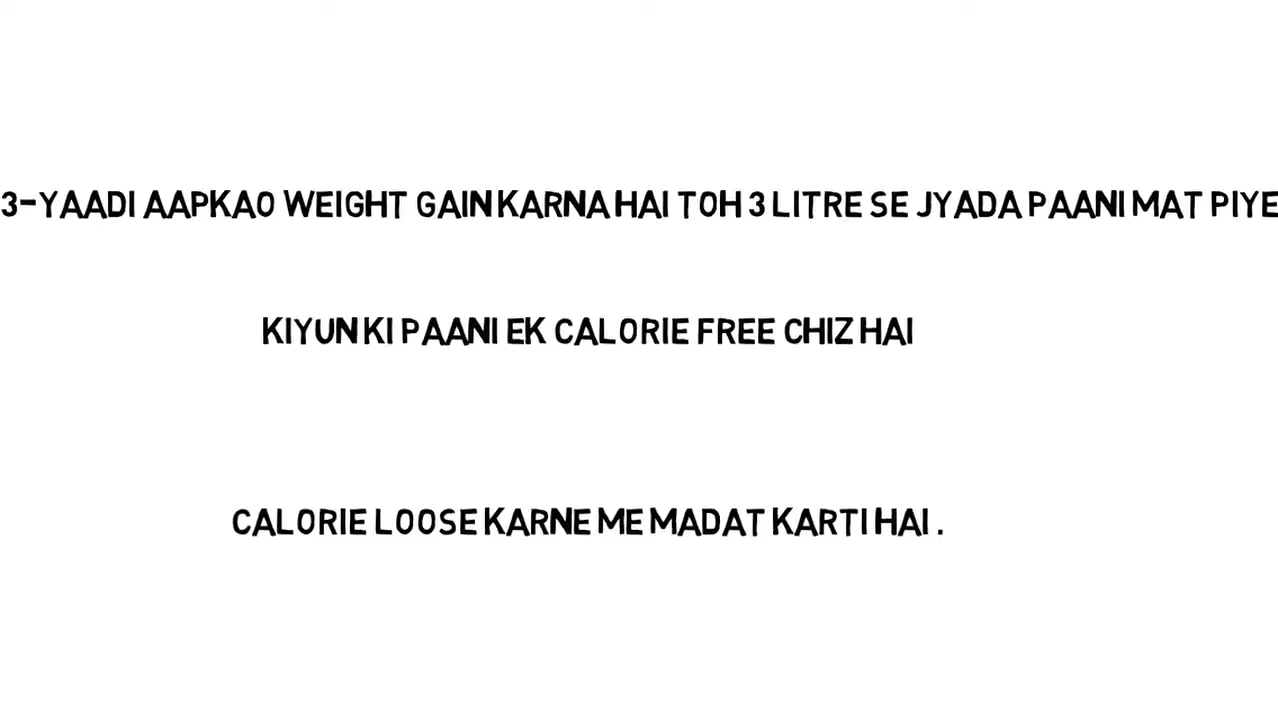 3-YAADI AAPKAO WEIGHT GAIN KARNA HAI TOH 3 LITRE SE JYADA PAANI MAT PIYE
KIYUN KI PAANI EK CALORIE FREE CHIZ HAI
CALORIE LOOSE KARNE ME MADAT KARTI HAI .